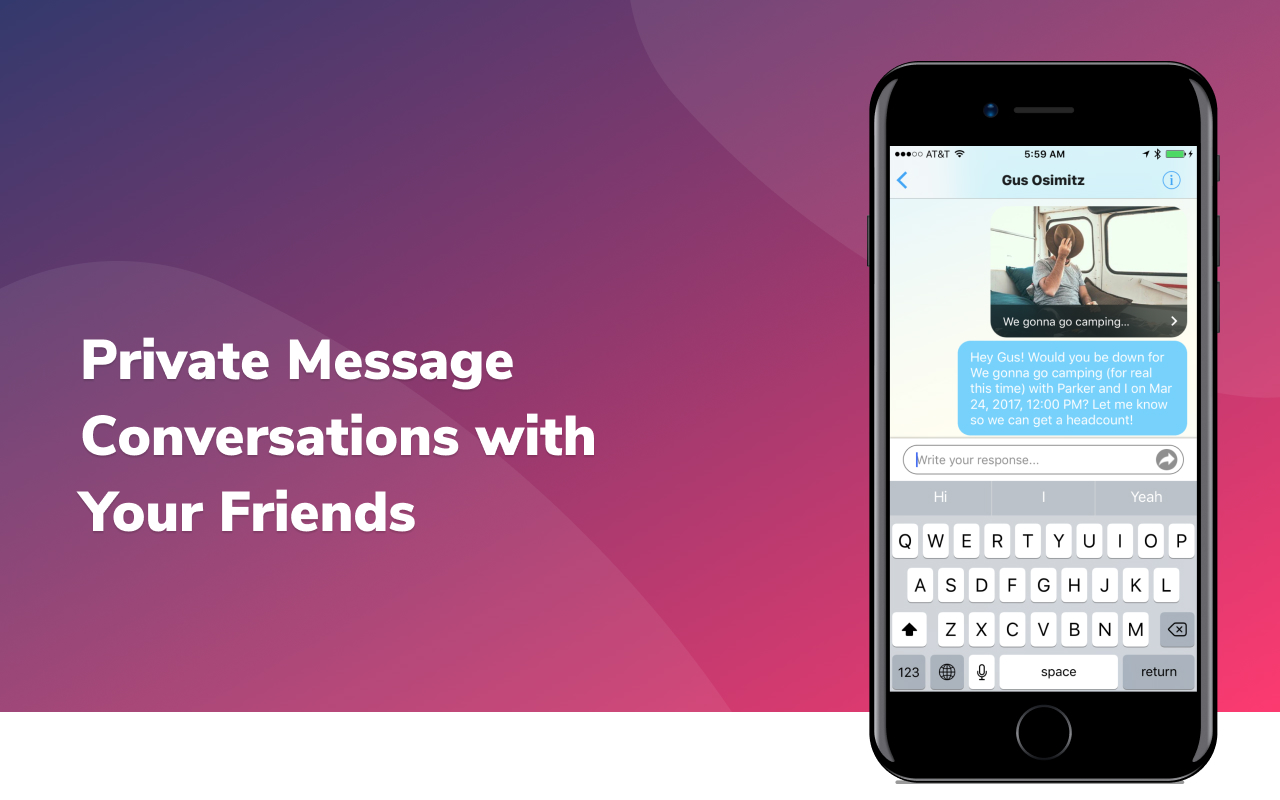 Private Message
Conversations with
Your Friends
AT&T
5:59 AM
Gus Osimitz
We gonna go camping...
Hey Gus! Would you be down for
We gonna go camping (for real
this time) with Parker and I on Mar
24, 2017, 12:00 PM? Let me know
so we can get a headcount!
Write your response...
Hi I Yeah
Q W E R T Y U I O P
A S D F G H J K L
Z X C V B N M
123 space return